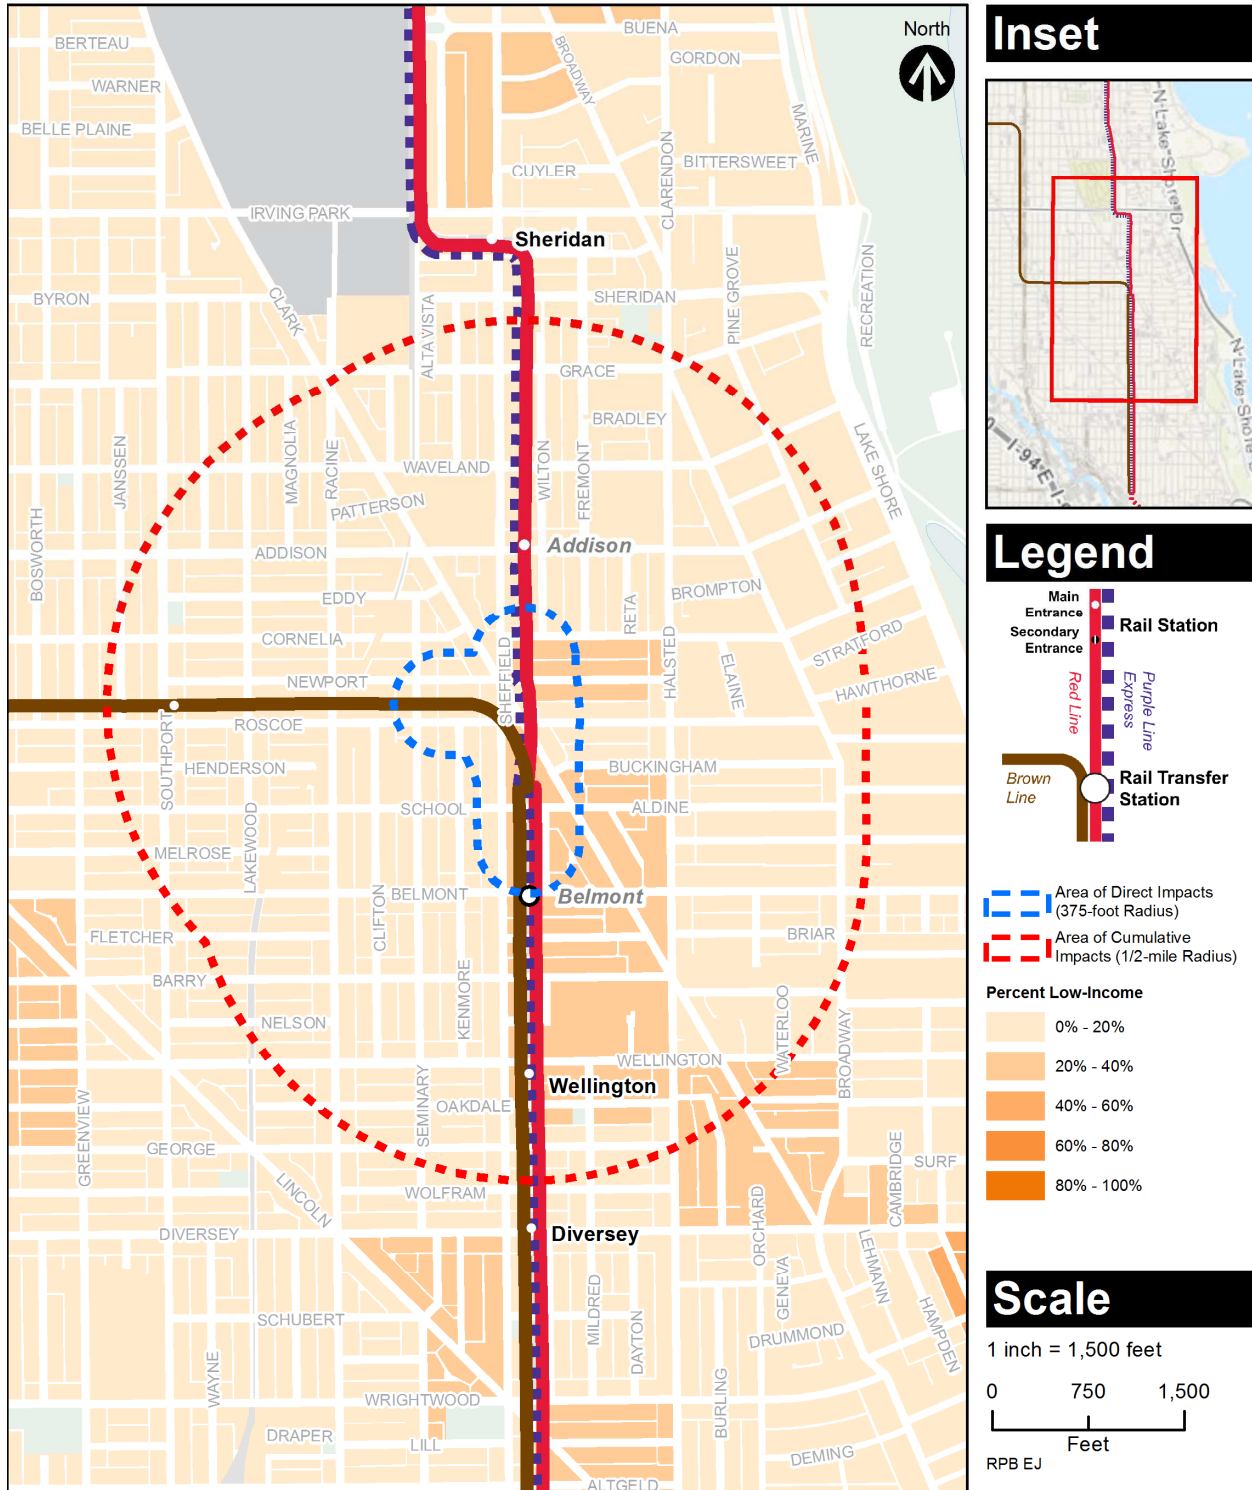 BERTEAU
WARNER
BELLE PLAINE
IRVING PARK
BYRON
CLARK
ALTA VISTA
BUENA
BROADWAY
GORDON
MARINE
CUYLER
CLARENDON
BITTERSWEET
Sheridan
SHERIDAN
PINE GROVE
RECREATION
GRACE
BRADLEY
JANSSEN
MAGNOLIA
RACINE
WAVELAND
WILTON
FREMONT
LAKE SHORE
PATTERSON
BOSWORTH
ADDISON
Addison
EDDY
BROMPTON
RETA
CORNELIA
SHEFFIELD
HALSTED
ELAINE
STRATFORD
HAWTHORNE
NEWPORT
ROSCOE
SOUTHPORT
HENDERSON
BUCKINGHAM
SCHOOL
ALDINE
LAKEWOOD
MELROSE
BELMONT
Belmont
CLIFTON
FLETCHER
BRIAR
BARRY
KENMORE
NELSON
WATERLOO
BROADWAY
WELLINGTON
Wellington
SEMINARY
OAKDALE
GREENVIEW
GEORGE
CAMBRIDGE
SURF
LINCOLN
WOLFRAM
ORCHARD
DIVERSEY
Diversey
GENEVA
LEHMANN
HAMPDEN
MILDRED
DAYTON
SCHUBERT
DRUMMOND
WAYNE
WRIGHTWOOD
BURLING
DRAPER
LILL
DEMING
ALTGELD
North
Inset
N-Lake-Shore-Dr
N-Lake-Shore
I-94-E
Legend
Main
Entrance
Secondary
Entrance
Rail Station
Red Line
Purple Line
Express
Brown
Line
Rail Transfer
Station
Area of Direct Impacts
(375-foot Radius)
Area of Cumulative
Impacts (1/2-mile Radius)
Percent Low-Income
0% - 20%
20% - 40%
40% - 60%
60% - 80%
80% - 100%
Scale
1 inch = 1,500 feet
0 750 1,500
Feet
RPB EJ